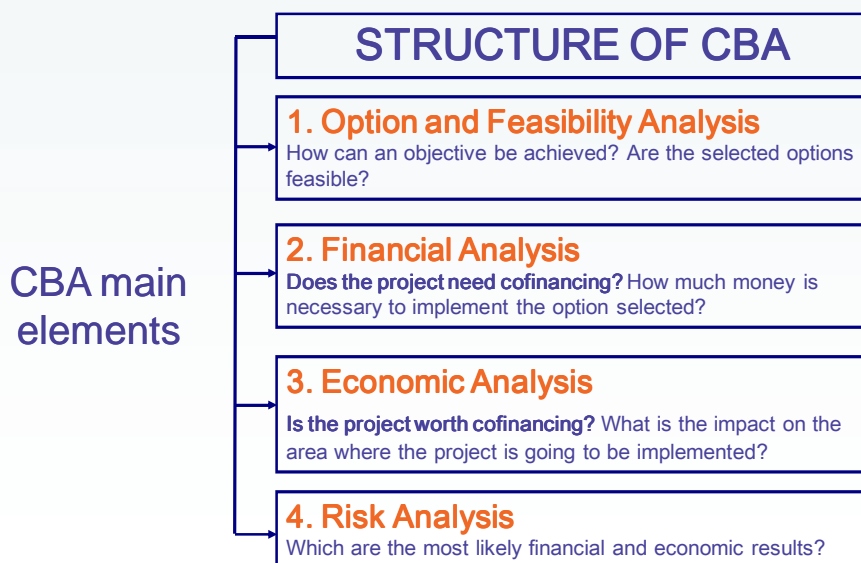 STRUCTURE OF CBA
1. Option and Feasibility Analysis
How can an objective be achieved? Are the selected options
feasible?
CBA main
elements
2. Financial Analysis
Does the project need cofinancing? How much money is
necessary to implement the option selected?
3. Economic Analysis
Is the project worth cofinancing? What is the impact on the
area where the project is going to be implemented?
4. Risk Analysis
Which are the most likely financial and economic results?